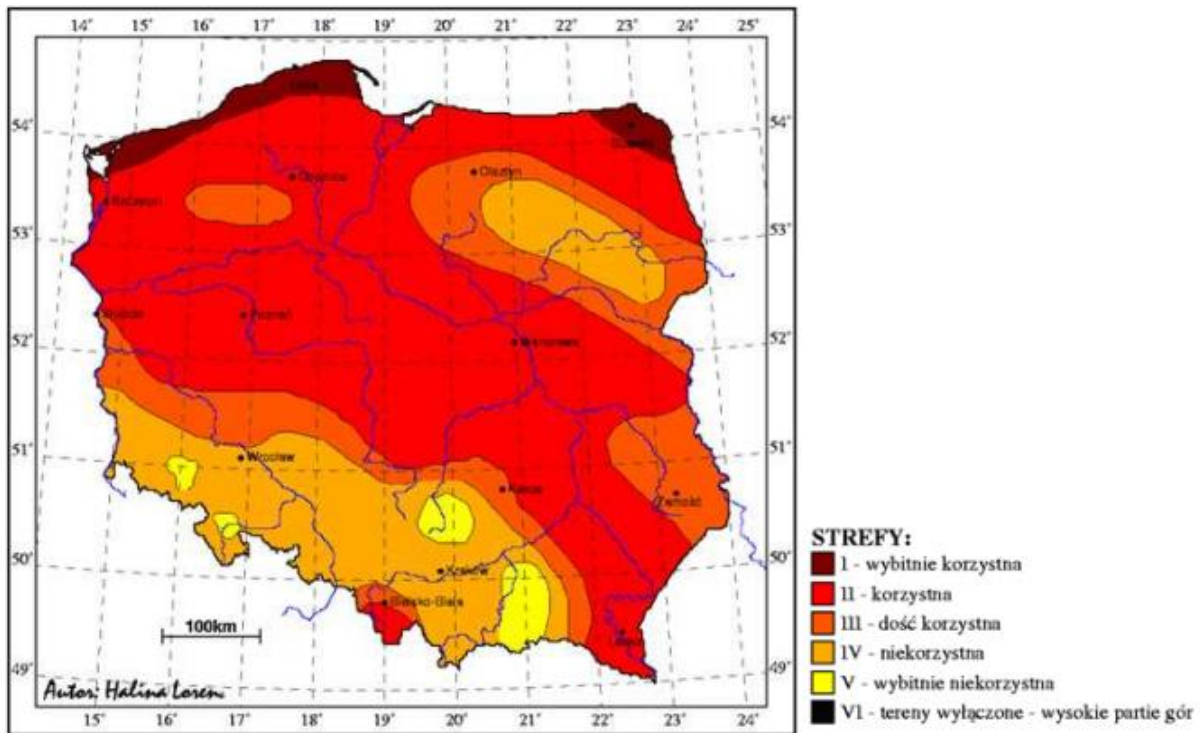 14° 15° 16° 17° 18° 19° 20° 21° 22° 23° 24° 25°
54° 54°
Olsztyn
53° 53°
Poznań
52° Warszawa 52°
51° Wrocław 51°
Kielce
Zamość
50° Kraków 50°
Bielsko-Biała
100km
49° 49°
Autor: Halina Loren.
15° 16° 17° 18° 19° 20° 21° 22° 23° 24°
STREFY:
I - wybitnie korzystna
II - korzystna
III - dość korzystna
IV - niekorzystna
V - wybitnie niekorzystna
VI - tereny wyłączone - wysokie partie gór